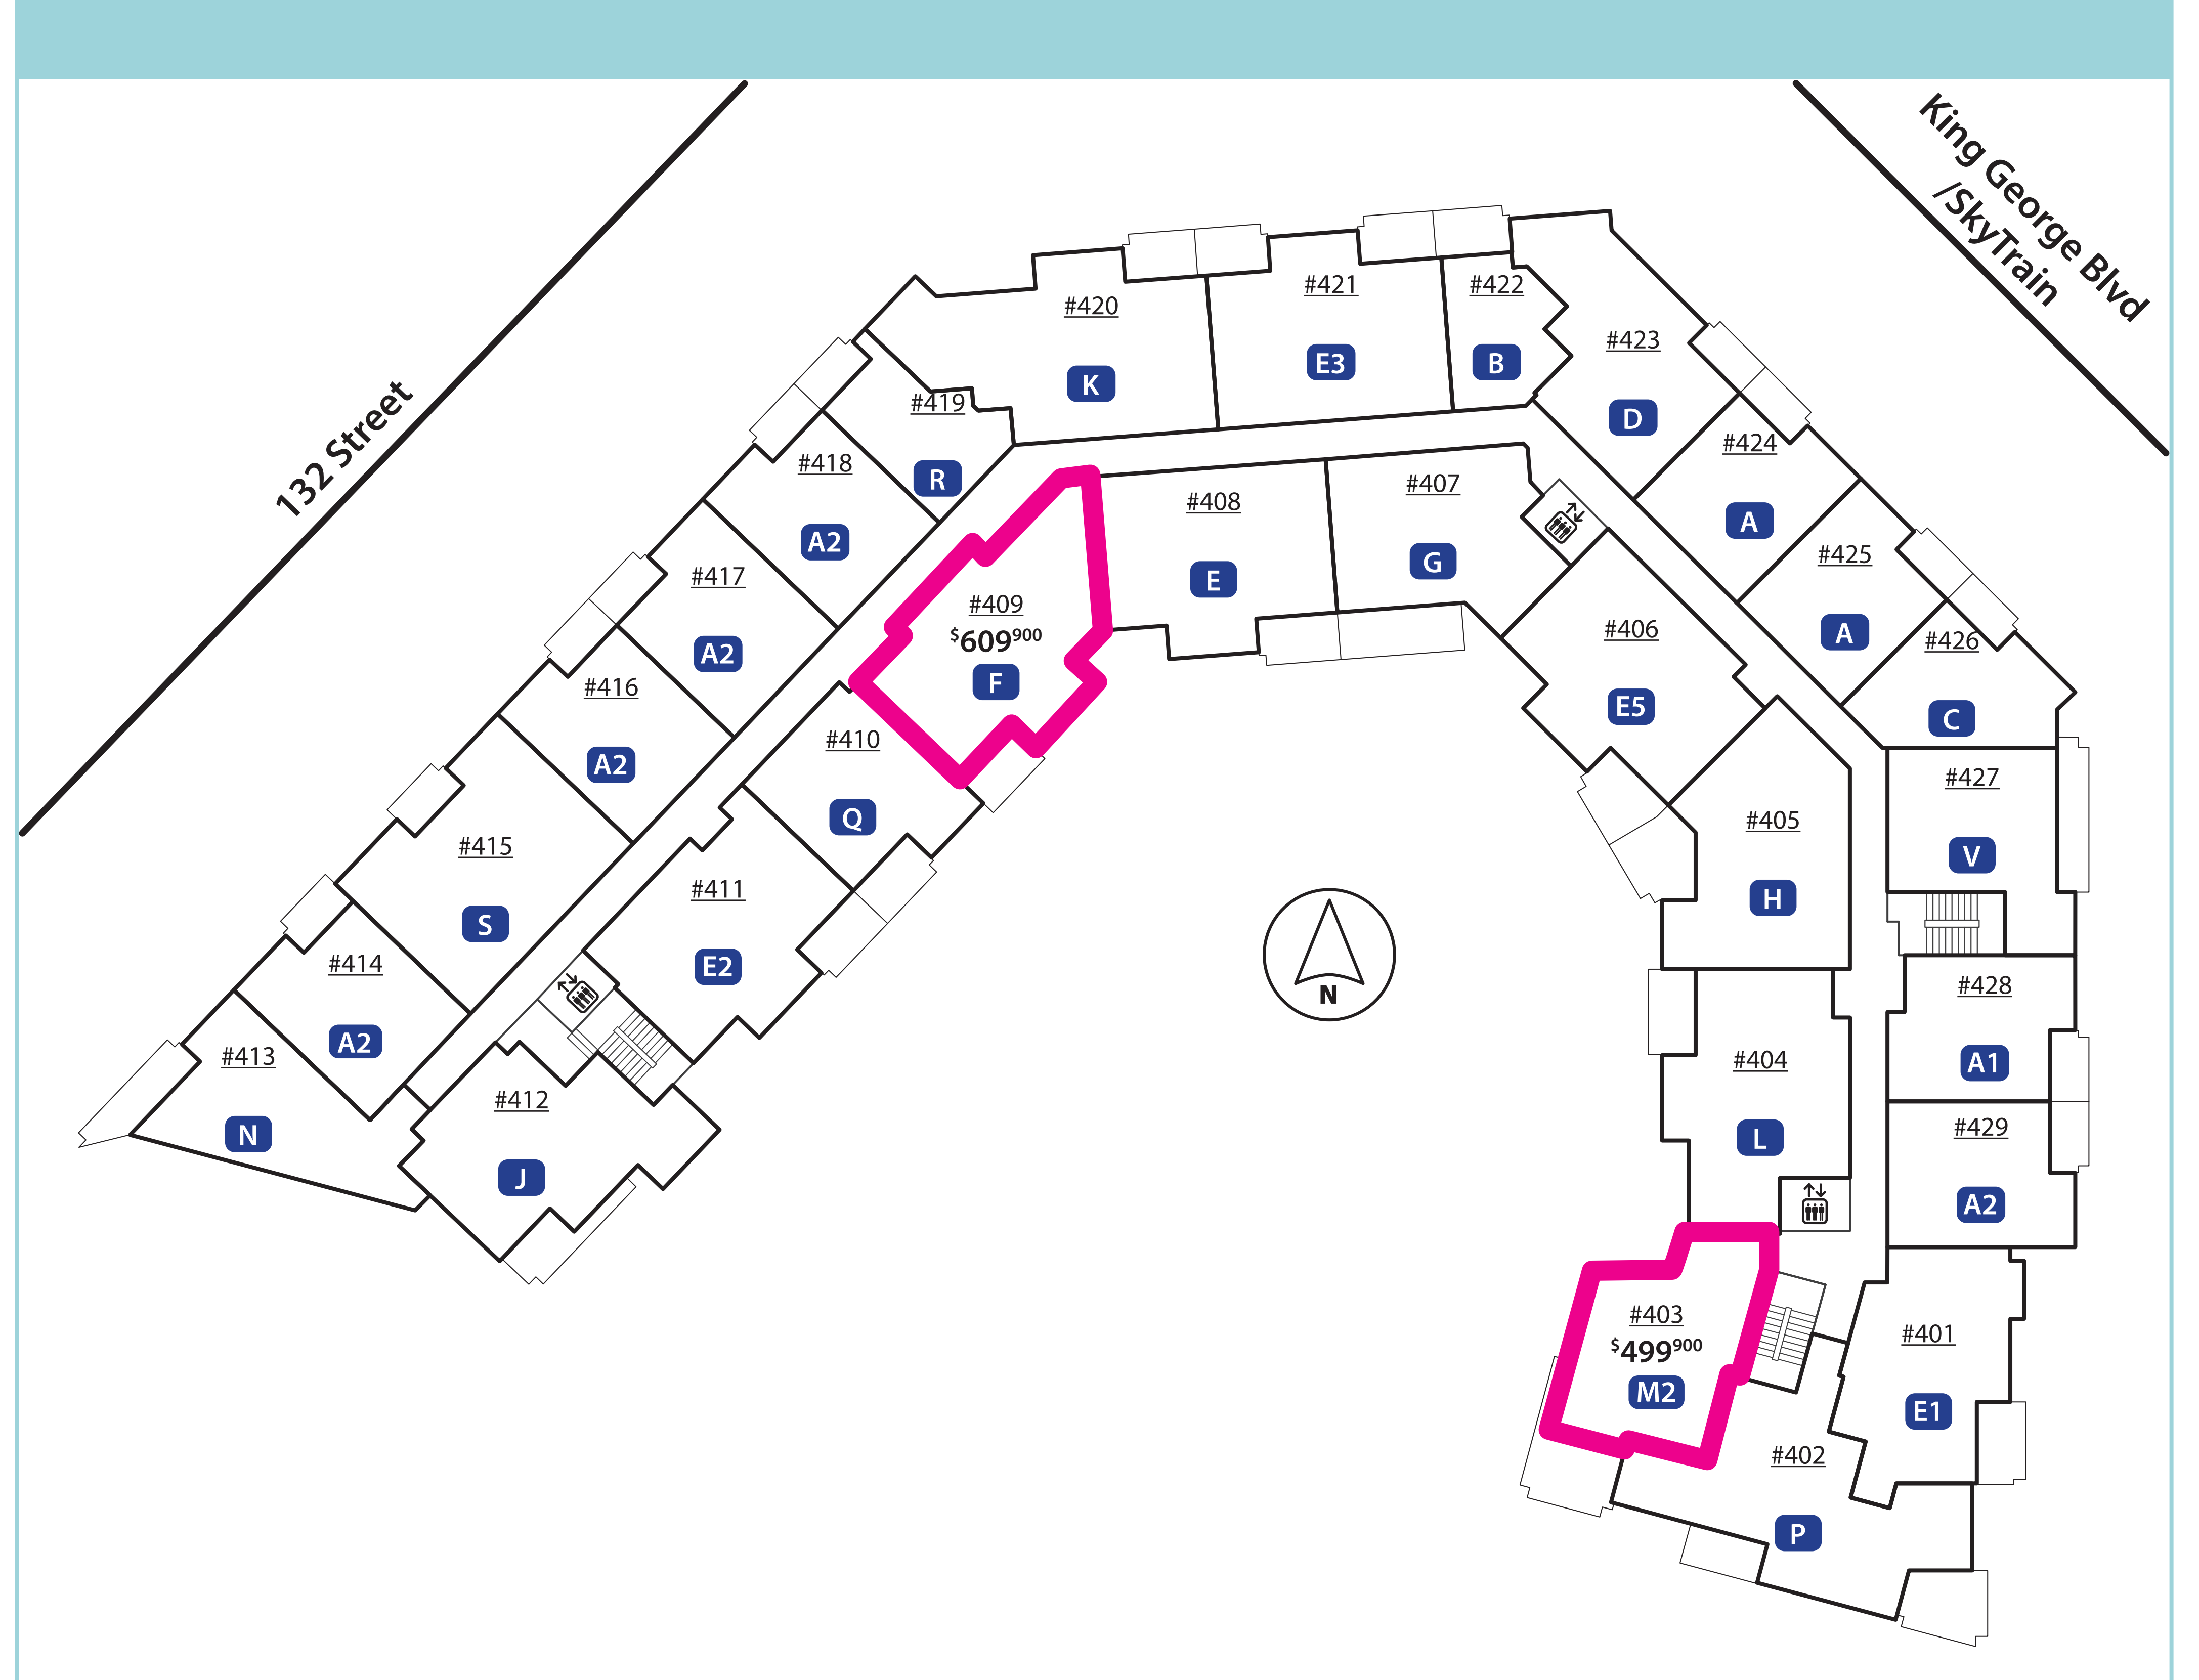 King George Blvd
/SkyTrain
132 Street
#420
K
#421
E3
#422
B
#423
D
#419
R
#418
A2
#424
A
#417
A2
#408
E
#407
G
#425
A
#409
$609900
F
#406
E5
#426
C
#416
A2
#410
Q
#427
V
#405
H
#415
S
#411
E2
#414
A2
N
#428
A1
#413
N
#404
L
#412
J
#429
A2
#403
$499900
M2
#401
E1
#402
P